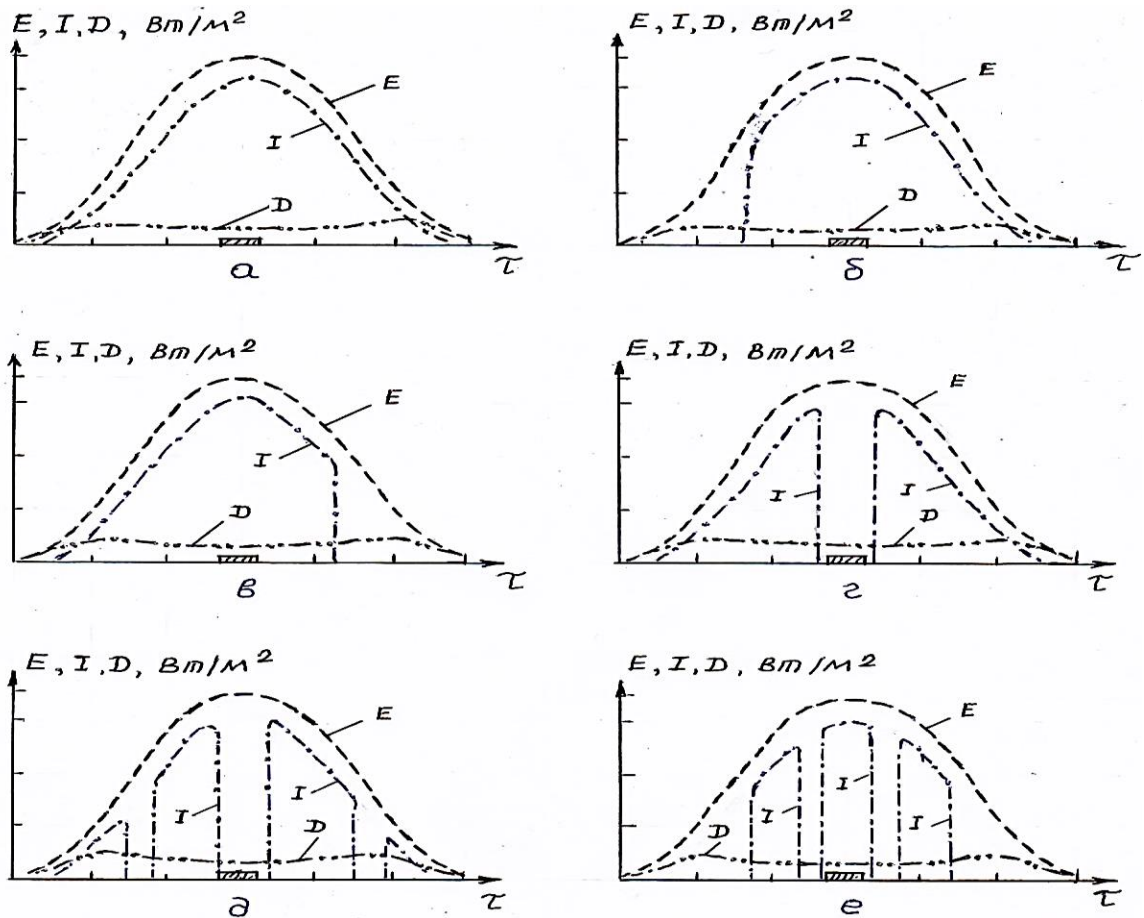 E, I, D, Вт/м²
E
I
D
τ
а
E, I, D, Вт/м²
E
I
D
τ
б
E, I, D, Вт/м²
E
I
D
τ
в
E, I, D, Вт/м²
E
I
I
D
τ
г
E, I, D, Вт/м²
E
I
I
D
τ
д
E, I, D, Вт/м²
E
D
I
I
I
τ
е